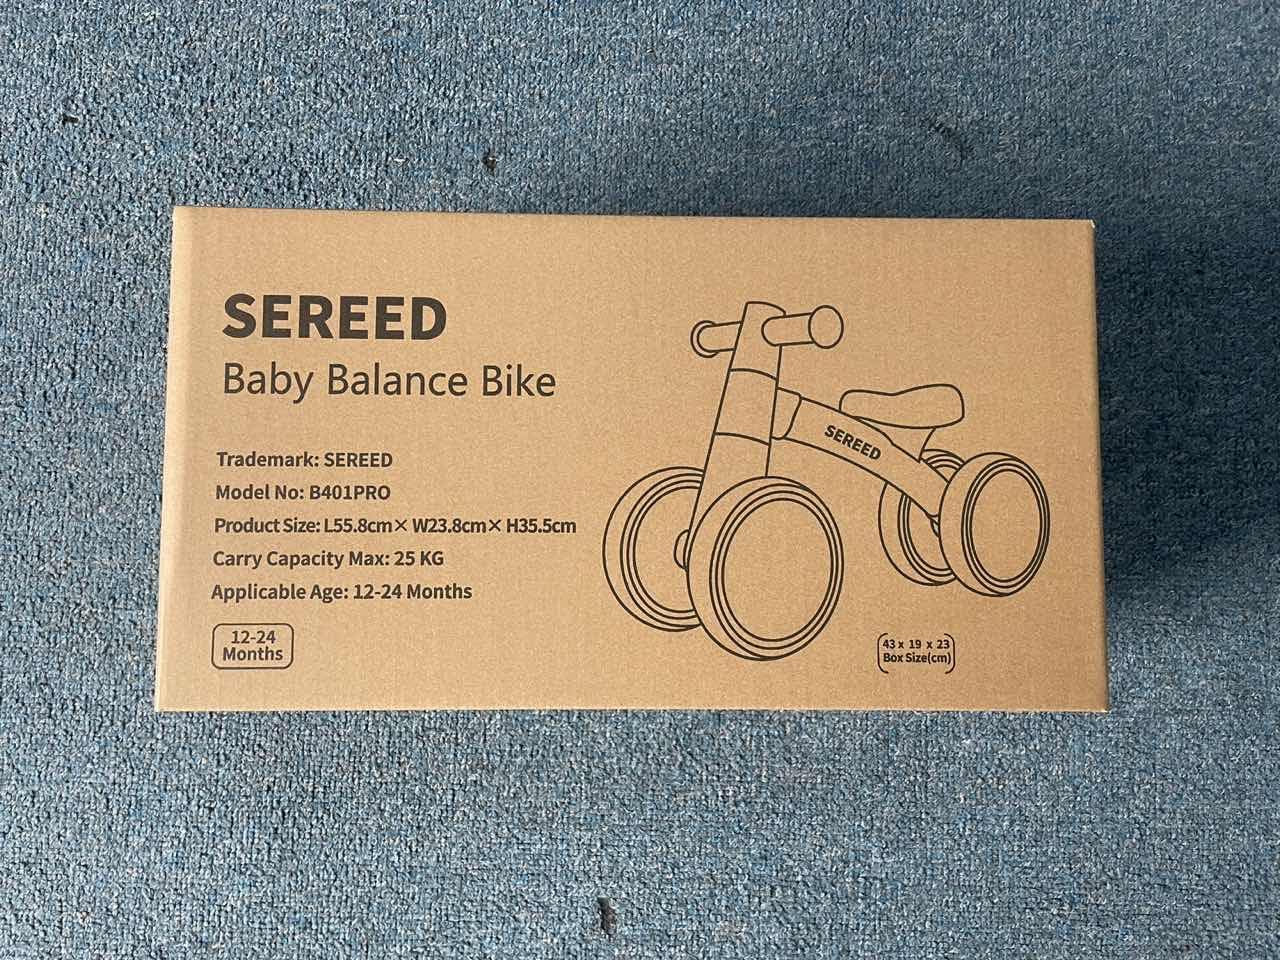 SEREED
Baby Balance Bike
Trademark: SEREED
Model No: B401PRO
Product Size: L55.8cm× W23.8cm× H35.5cm
Carry Capacity Max: 25 KG
Applicable Age: 12-24 Months
12-24
Months
SEREED
43 x 19 x 23
Box Size(cm)